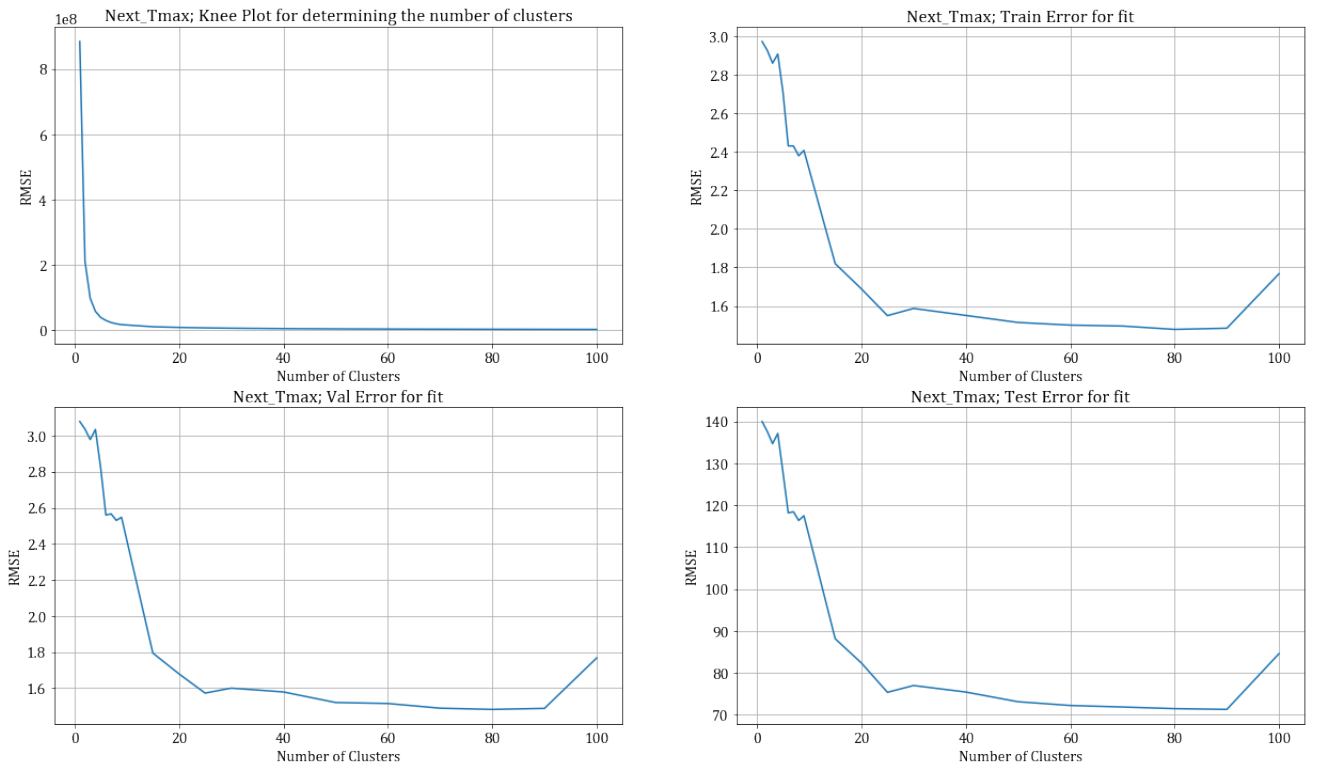 Next_Tmax; Knee Plot for determining the number of clusters
1e8
8
6
4
2
0
RMSE
0 20 40 60 80 100
Number of Clusters
Next_Tmax; Train Error for fit
3.0
2.8
2.6
2.4
2.2
2.0
1.8
1.6
RMSE
0 20 40 60 80 100
Number of Clusters
Next_Tmax; Val Error for fit
3.0
2.8
2.6
2.4
2.2
2.0
1.8
1.6
RMSE
0 20 40 60 80 100
Number of Clusters
Next_Tmax; Test Error for fit
140
130
120
110
100
90
80
70
RMSE
0 20 40 60 80 100
Number of Clusters